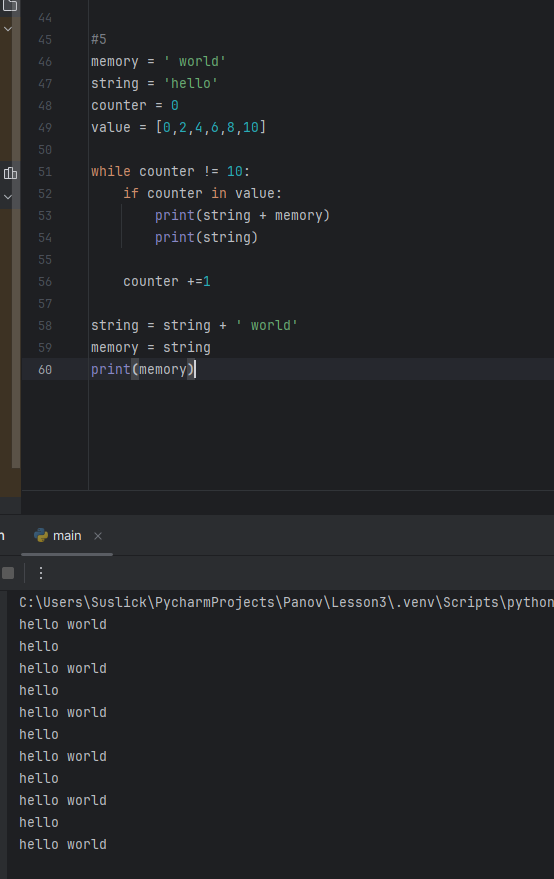 44
45 #5
46 memory = ' world'
47 string = 'hello'
48 counter = 0
49 value = [0,2,4,6,8,10]
50
51 while counter != 10:
52 if counter in value:
53 print(string + memory)
54 print(string)
55
56 counter +=1
57
58 string = string + ' world'
59 memory = string
60 print(memory)
main
C:\Users\Suslick\PycharmProjects\Panov\Lesson3\.venv\Scripts\python
hello world
hello
hello world
hello
hello world
hello
hello world
hello
hello world
hello
hello world